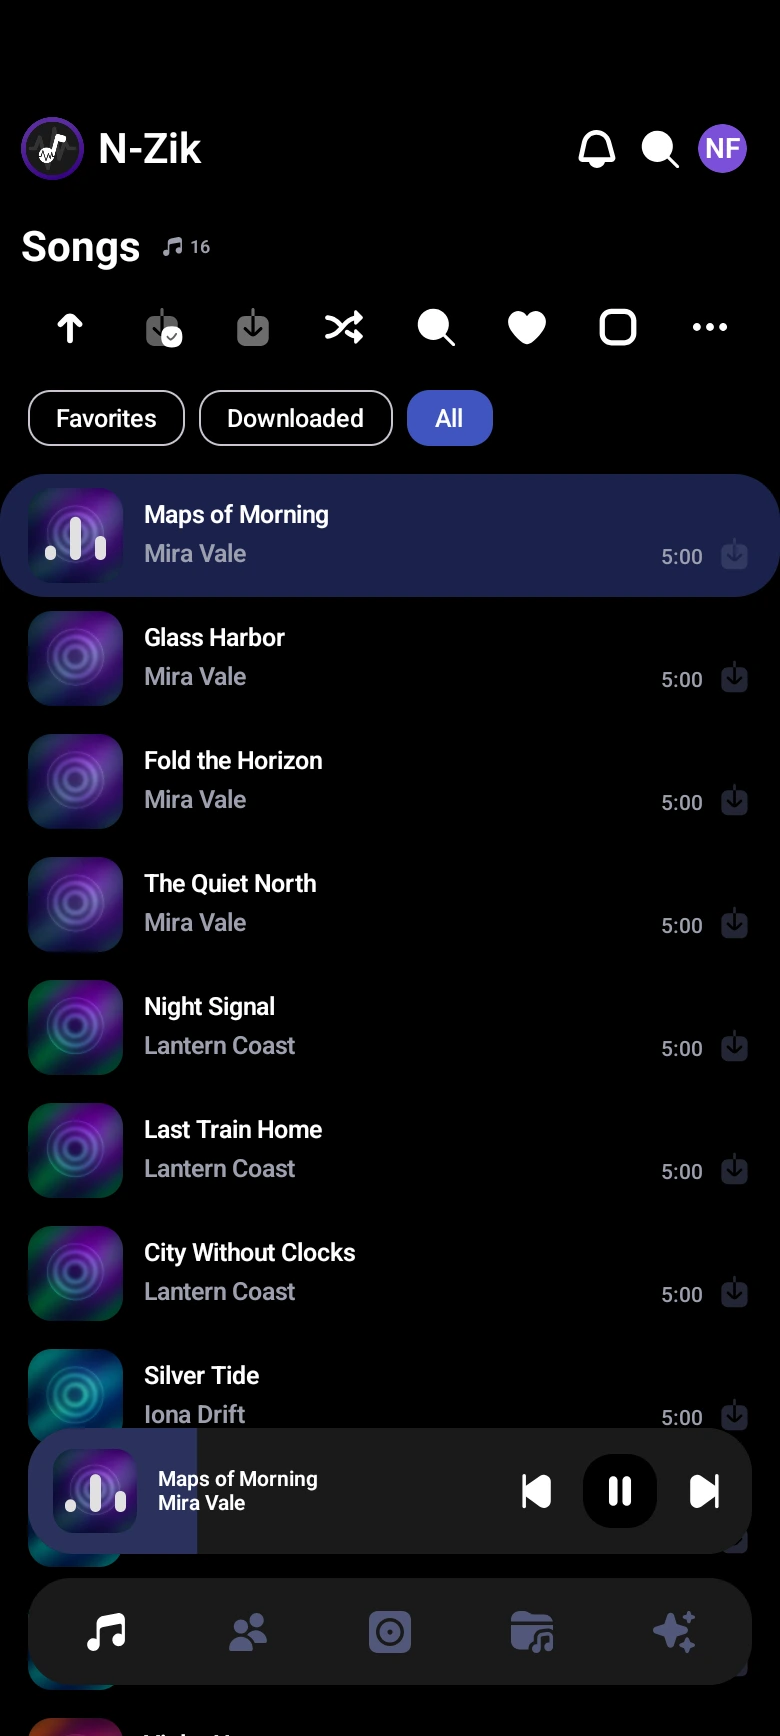 N-Zik
NF
Songs
16
Favorites
Downloaded
All
Maps of Morning
Mira Vale
5:00
Glass Harbor
Mira Vale
5:00
Fold the Horizon
Mira Vale
5:00
The Quiet North
Mira Vale
5:00
Night Signal
Lantern Coast
5:00
Last Train Home
Lantern Coast
5:00
City Without Clocks
Lantern Coast
5:00
Silver Tide
Iona Drift
5:00
Maps of Morning
Mira Vale